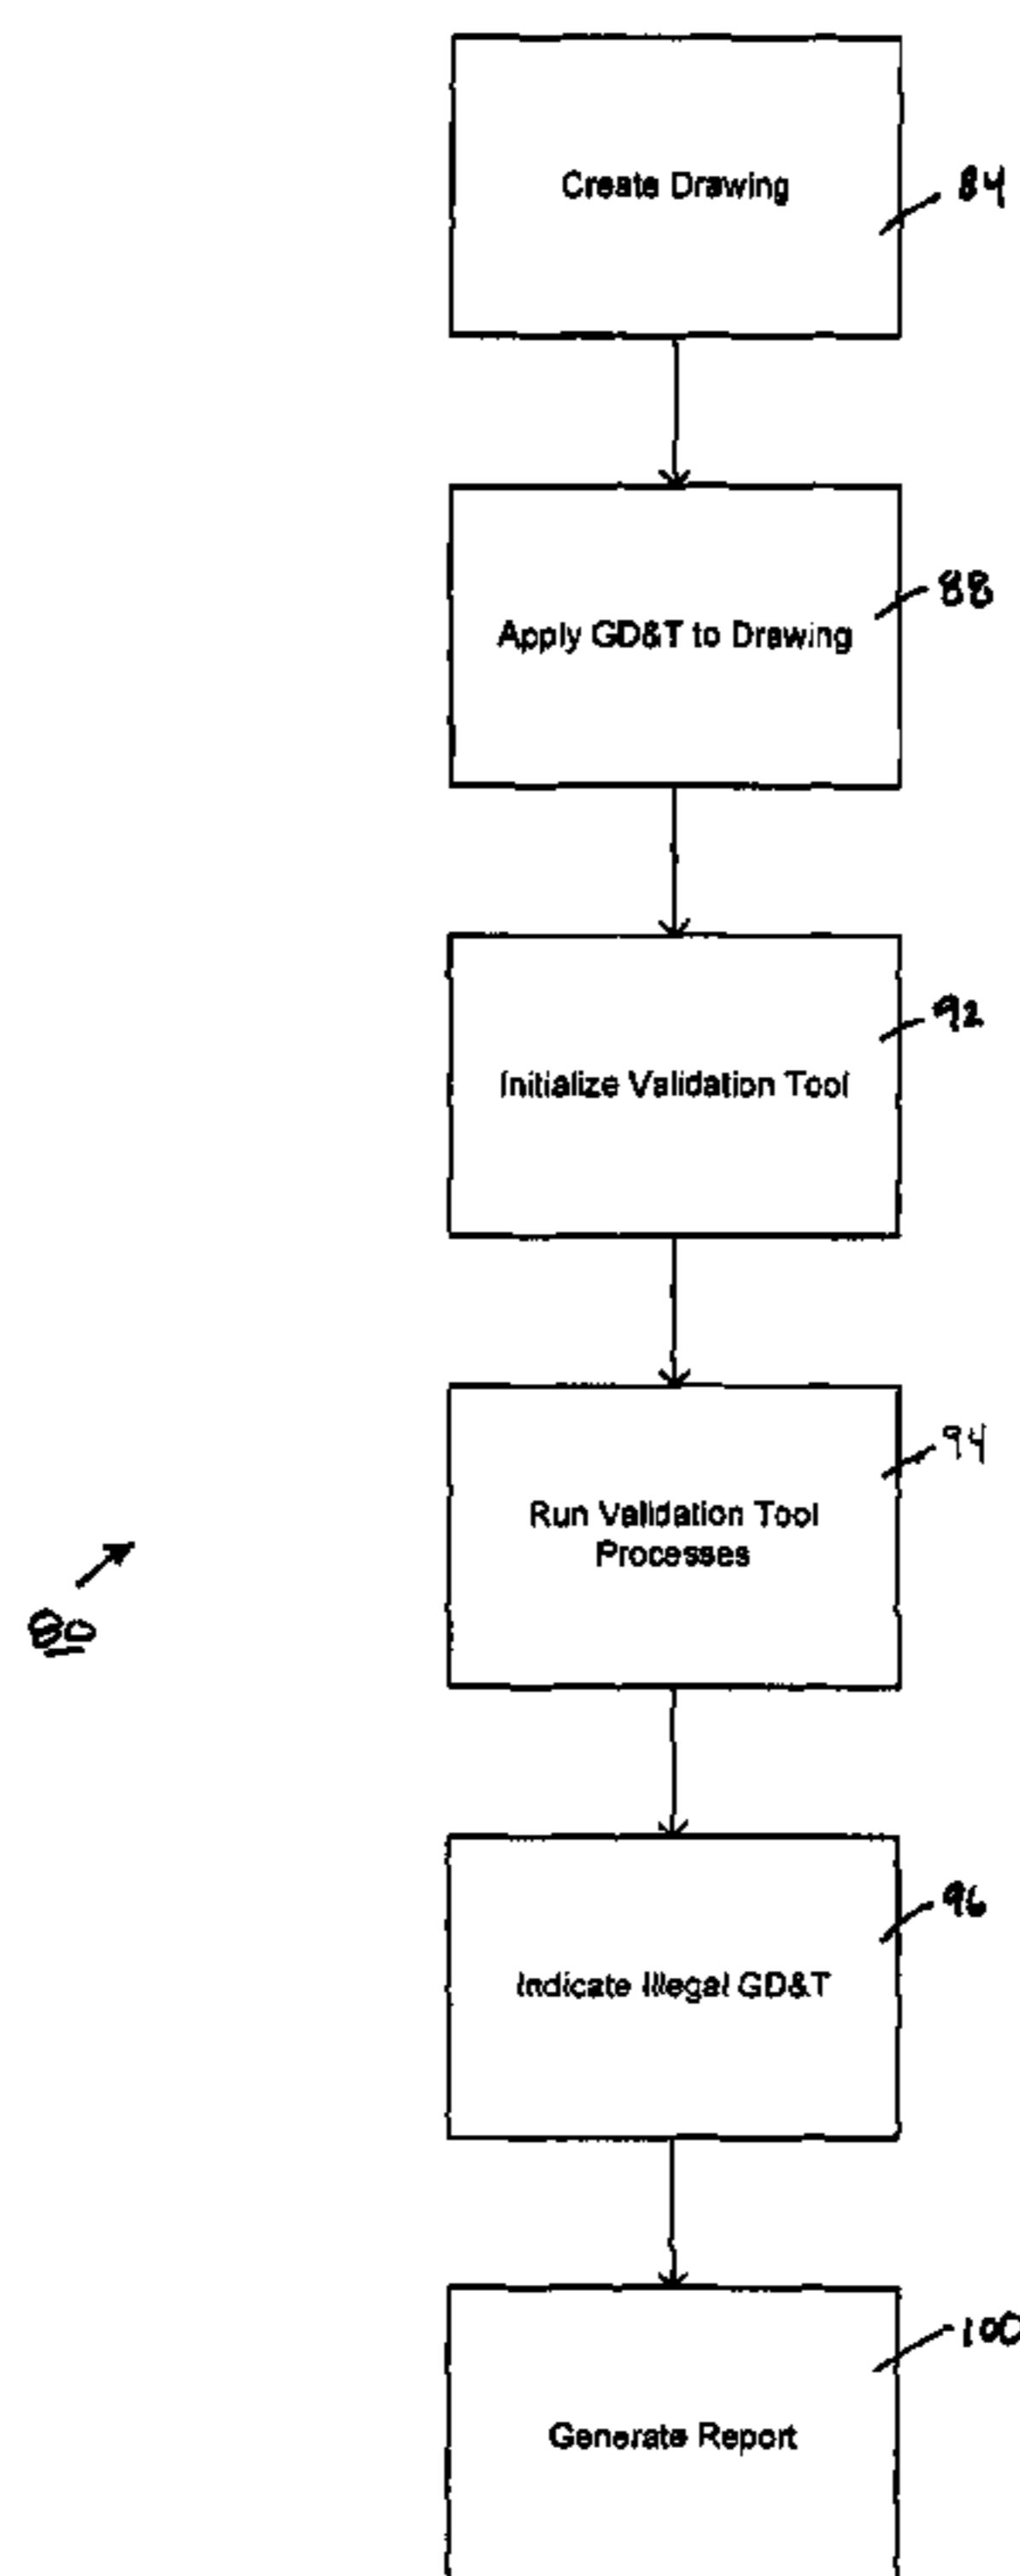 Create Drawing
84
Apply GD&T to Drawing
88
Initialize Validation Tool
92
Run Validation Tool
Processes
94
80
Indicate Illegal GD&T
96
Generate Report
100